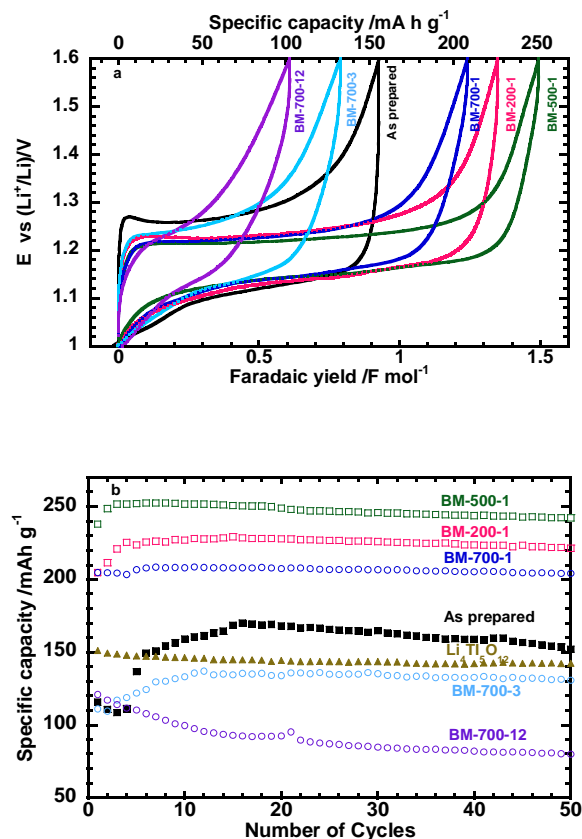 Specific capacity /mA h g⁻¹
0 50 100 150 200 250
a
1.6
1.5
1.4
1.3
1.2
1.1
1
E vs (Li⁺/Li)/V
BM-700-12
BM-700-3
As prepared
BM-700-1
BM-200-1
BM-500-1
0 0.5 1 1.5
Faradaic yield /F mol⁻¹
b
250
200
150
100
50
Specific capacity /mAh g⁻¹
BM-500-1
BM-200-1
BM-700-1
As prepared
Li₄Ti₅O₁₂
BM-700-3
BM-700-12
0 10 20 30 40 50
Number of Cycles